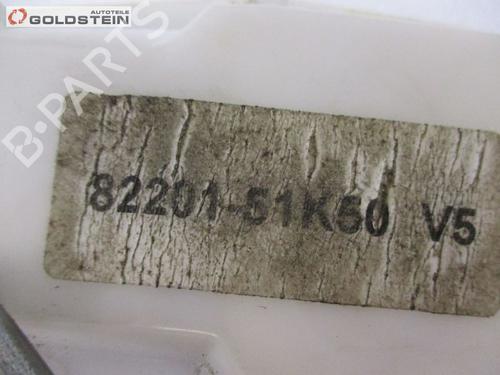 AUTOTEILE
GOLDSTEIN
B-PARTS
82201-51K50 V5